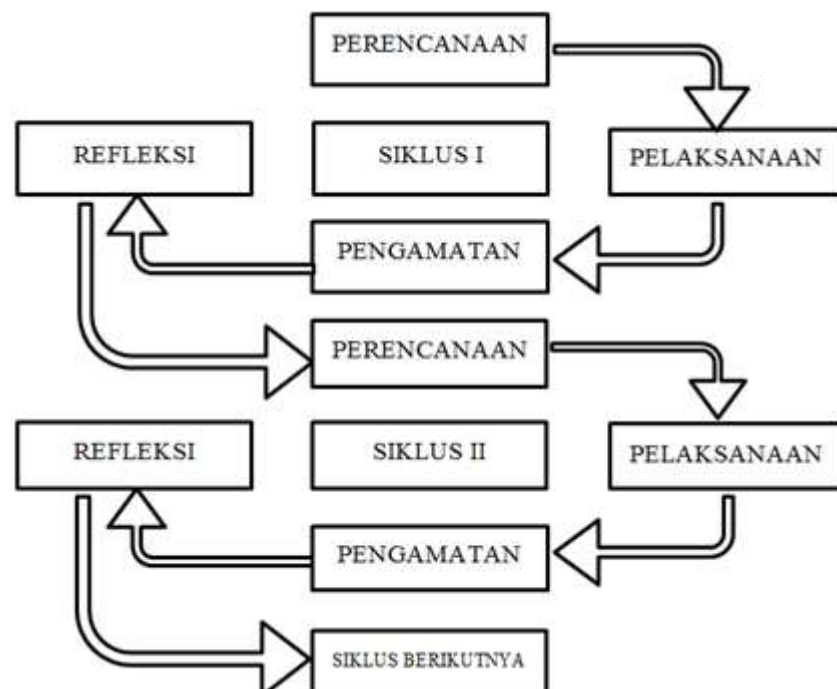 PERENCANAAN
REFLEKSI
SIKLUS I
PELAKSANAAN
PENGAMATAN
PERENCANAAN
REFLEKSI
SIKLUS II
PELAKSANAAN
PENGAMATAN
SIKLUS BERIKUTNYA